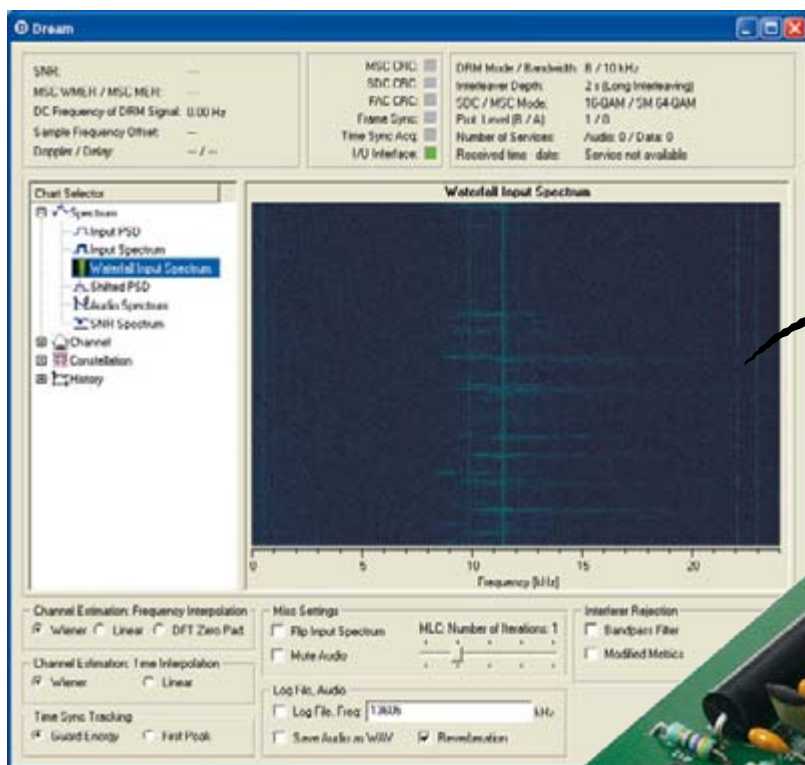 Dream
SNR: ---
MSC WMER / MSC MER: ---
DC Frequency of DRM Signal: 0.00 Hz
Sample Frequency Offset: ---
Doppler / Delay: --- / ---
MSC CRC:
SDC CRC:
FAC CRC:
Frame Sync:
Time Sync Acq:
I/O Interface:
DRM Mode / Bandwidth: B / 10 kHz
Interleaver Depth: 2 s (Long Interleaving)
SDC / MSC Mode: 16-QAM / SM 64-QAM
Prot. Level (B / A): 1 / 0
Number of Services: Audio: 0 / Data: 0
Received time - date: Service not available
Chart Selector
Spectrum
Input PSD
Input Spectrum
Waterfall Input Spectrum
Shifted PSD
Audio Spectrum
SNR Spectrum
Channel
Constellation
History
Waterfall Input Spectrum
0 5 10 15 20
Frequency [kHz]
Channel Estimation: Frequency Interpolation
Wiener Linear DFT Zero Pad
Channel Estimation: Time Interpolation
Wiener Linear
Time Sync Tracking
Guard Energy First Peak
Misc Settings
Flip Input Spectrum
Mute Audio
MLC: Number of Iterations: 1
Log File, Audio
Log File, Freq: kHz
Save Audio as WAV Reverberation
Interferer Rejection
Bandpass Filter
Modified Metrics